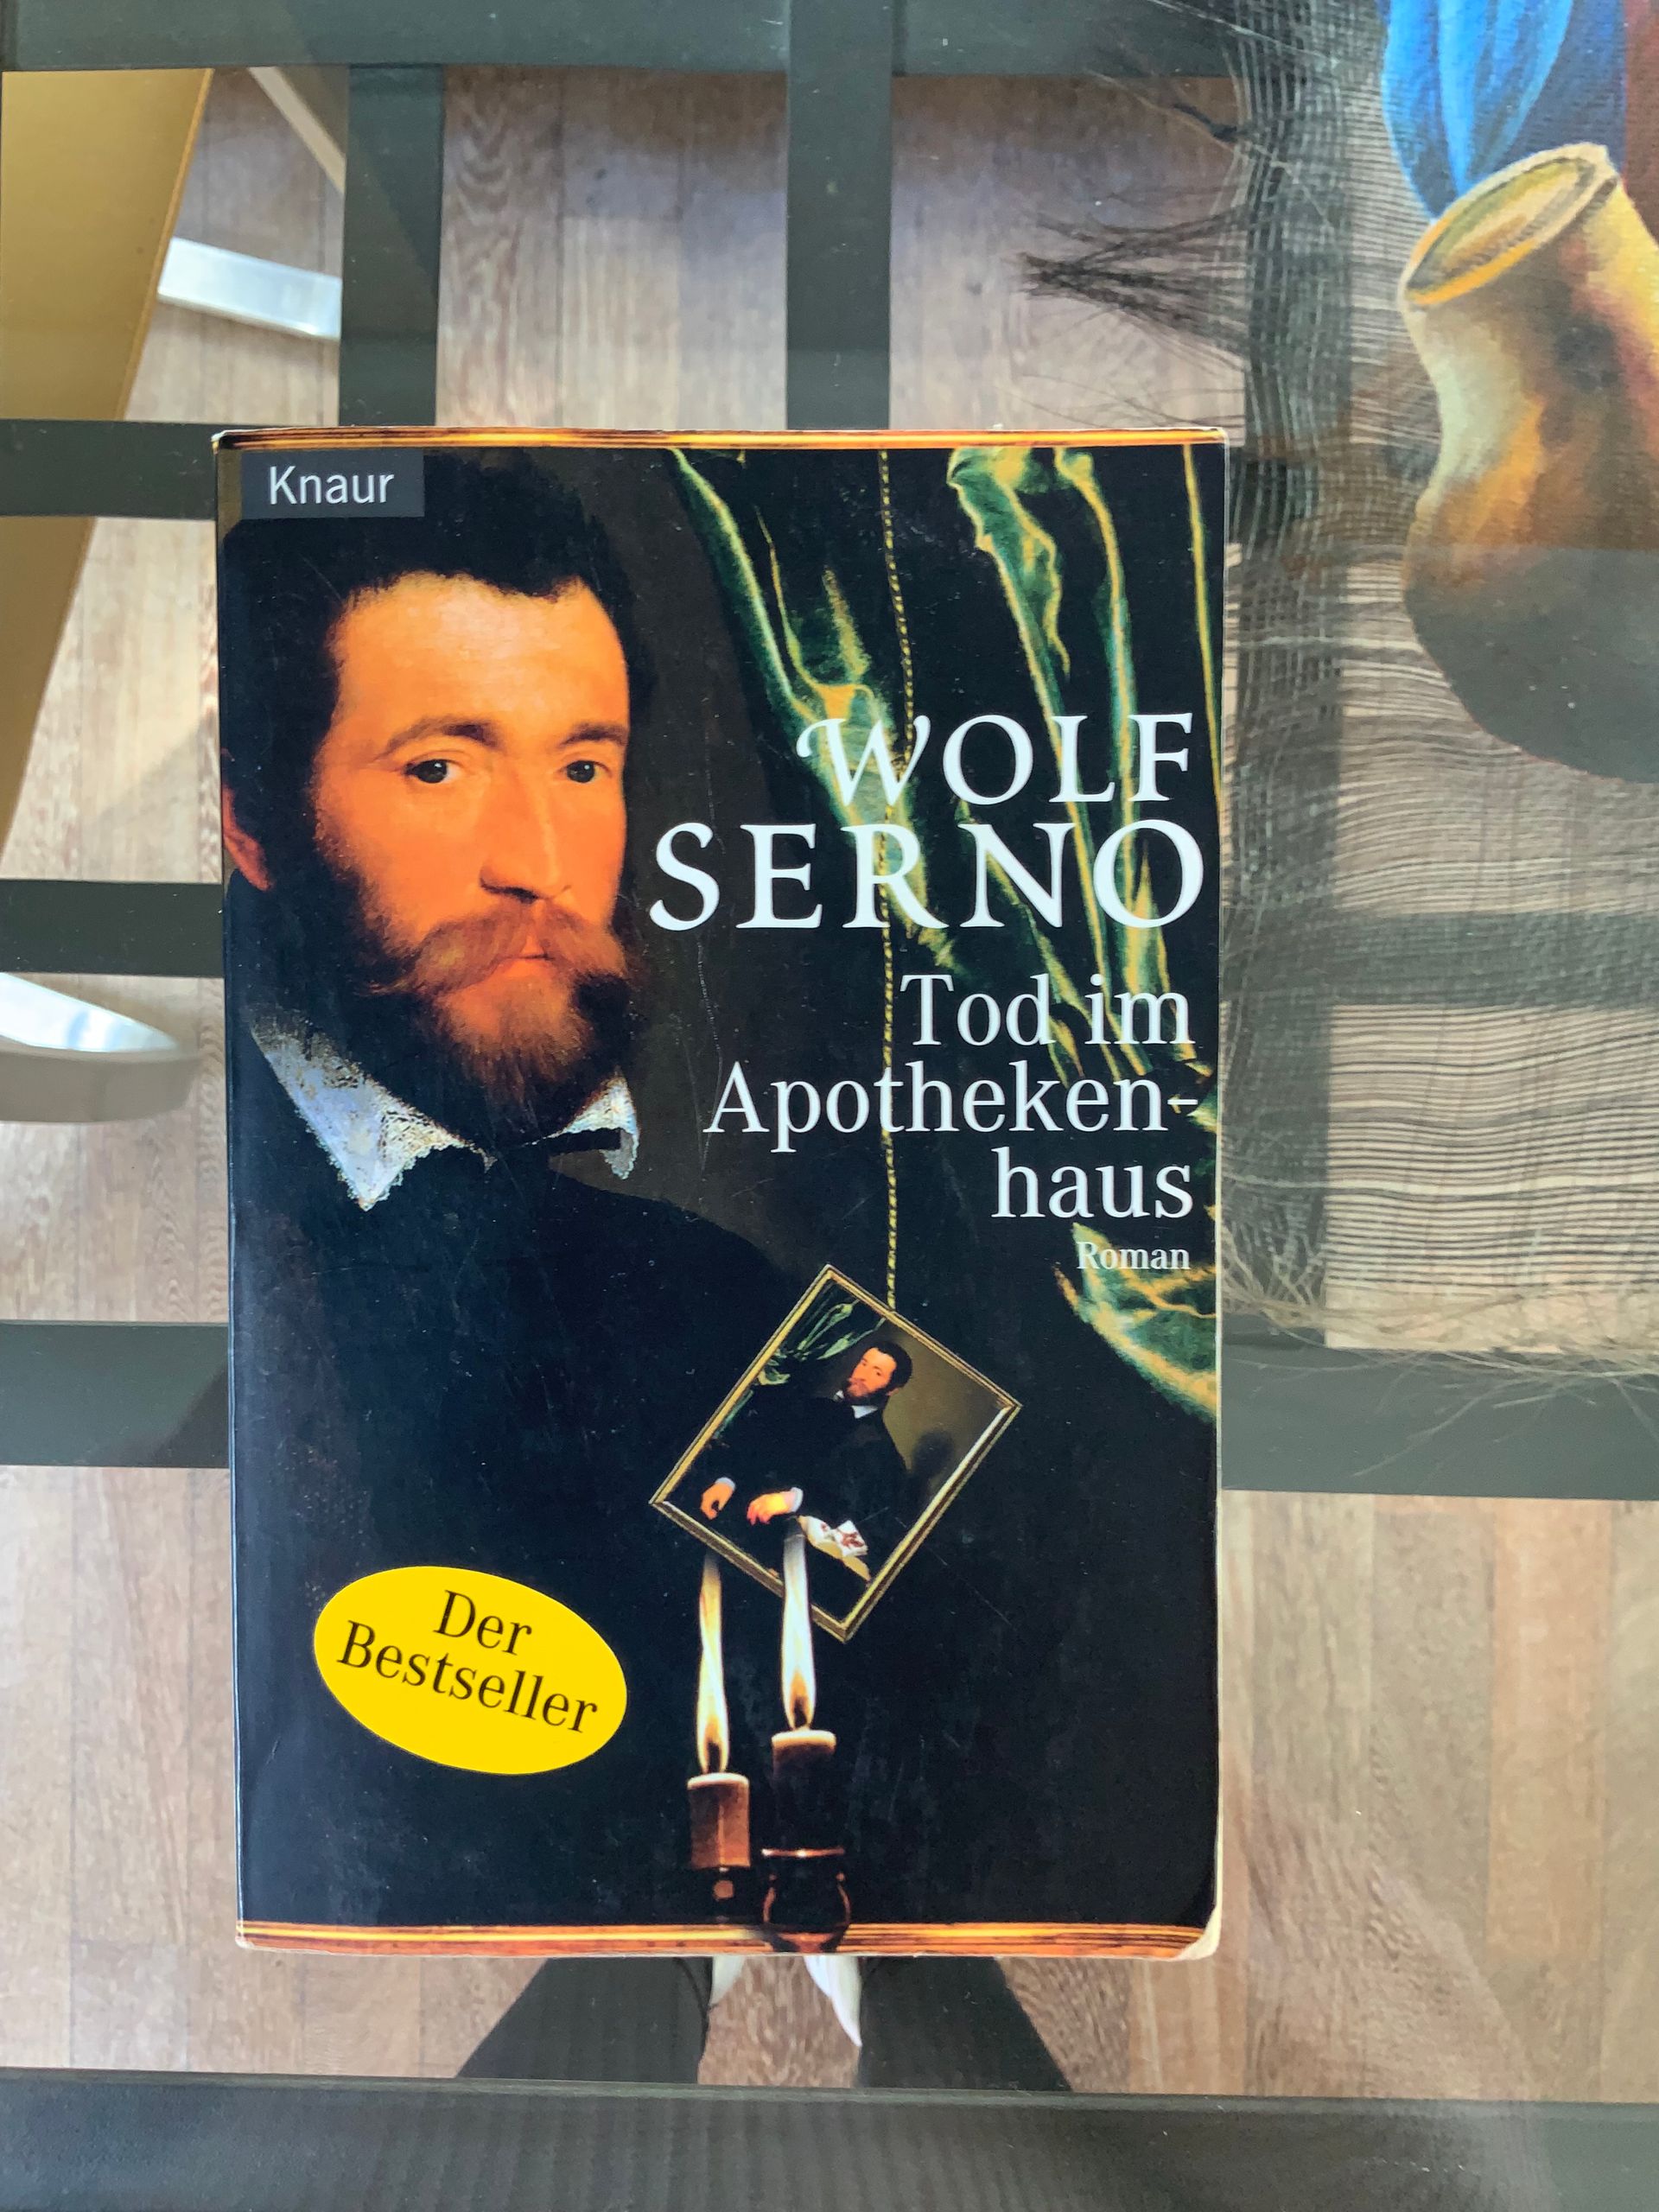 Knaur
WOLF
SERNO
Tod im
Apotheken-
haus
Roman
Der
Bestseller